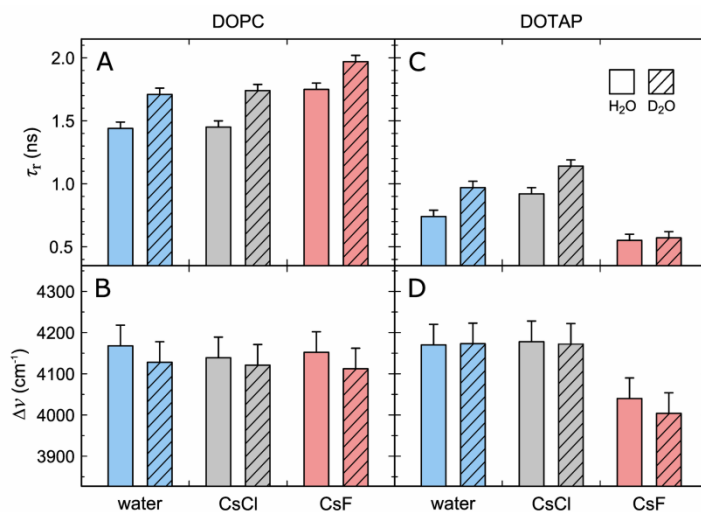 DOPC DOTAP
A C
2.0
1.5
1.0
0.5
τr (ns)
H2O D2O
B D
4300
4200
4100
4000
3900
Δν (cm-1)
water CsCl CsF water CsCl CsF